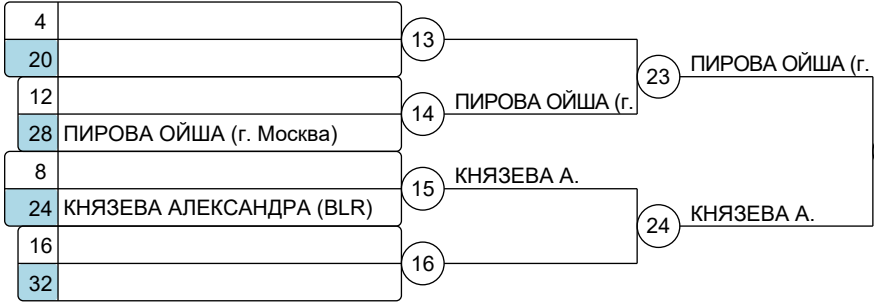 4
13
20
ПИРОВА ОЙША (г.
23
12
ПИРОВА ОЙША (г.
14
28 ПИРОВА ОЙША (г. Москва)
8
КНЯЗЕВА А.
15
24 КНЯЗЕВА АЛЕКСАНДРА (BLR)
КНЯЗЕВА А.
24
16
16
32